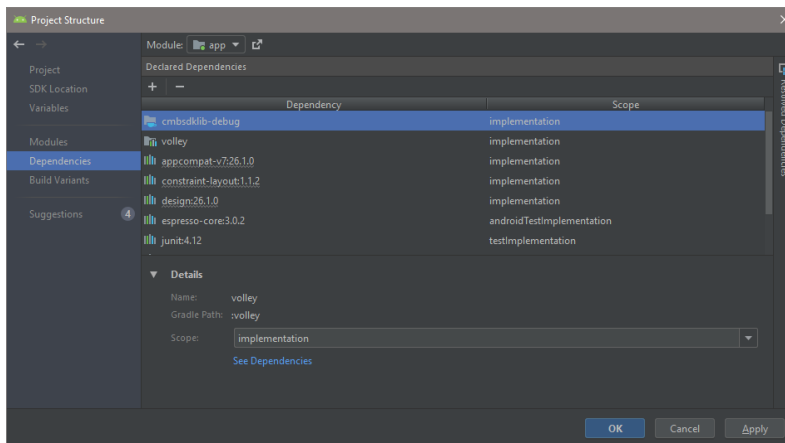 Project Structure
Module: app
Project
SDK Location
Variables
Modules
Dependencies
Build Variants
Suggestions 4
Declared Dependencies
Dependency Scope
cmbsdklib-debug implementation
volley implementation
appcompat-v7:26.1.0 implementation
constraint-layout:1.1.2 implementation
design:26.1.0 implementation
espresso-core:3.0.2 androidTestImplementation
junit:4.12 testImplementation
Details
Name: volley
Gradle Path: :volley
Scope: implementation
See Dependencies
Resolved Dependencies
OK Cancel Apply